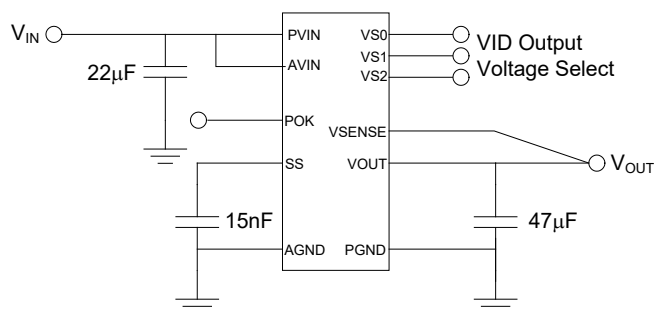 VIN
22μF
PVIN
AVIN
POK
SS
AGND
15nF
VS0
VS1
VS2
VSENSE
VOUT
PGND
VID Output
Voltage Select
VOUT
47μF